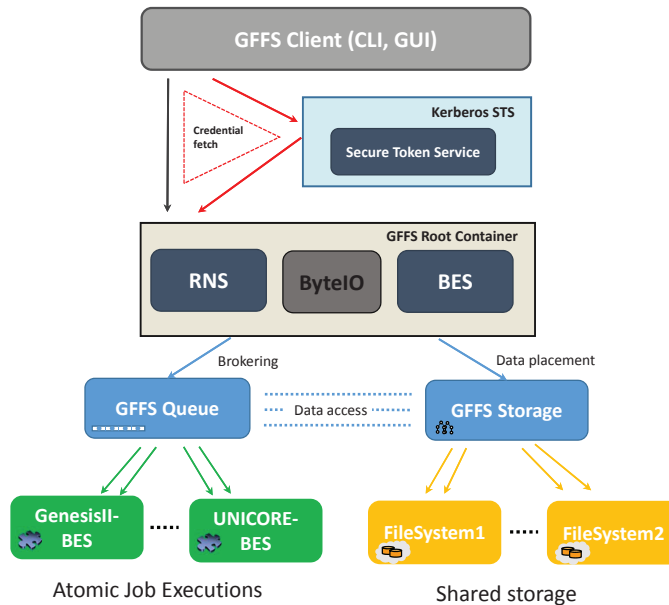 GFFS Client (CLI, GUI)
Kerberos STS
Credential
fetch
Secure Token Service
GFFS Root Container
RNS
ByteIO
BES
Brokering
Data placement
GFFS Queue
Data access
GFFS Storage
GenesisII-
BES
UNICORE-
BES
FileSystem1
FileSystem2
Atomic Job Executions
Shared storage